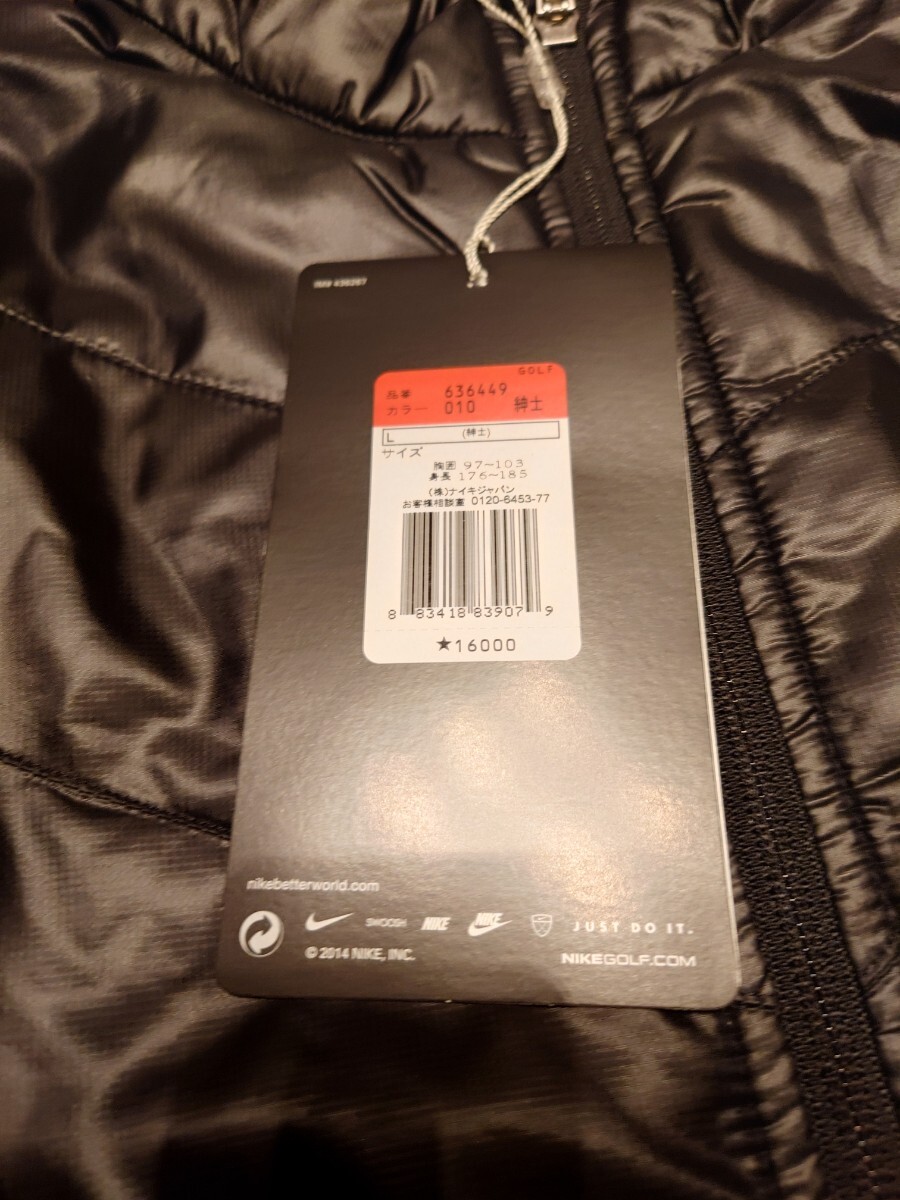 GOLF
品番 636449
カラー 010 紳士
L (紳士)
サイズ
胸囲 97~103
身長 176~185
(株)ナイキジャパン
お客様相談室 0120-6453-77
8 83418 83907 9
★16000
nikebetterworld.com
SWOOSH NIKE NIKE JUST DO IT.
© 2014 NIKE, INC. NIKEGOLF.COM